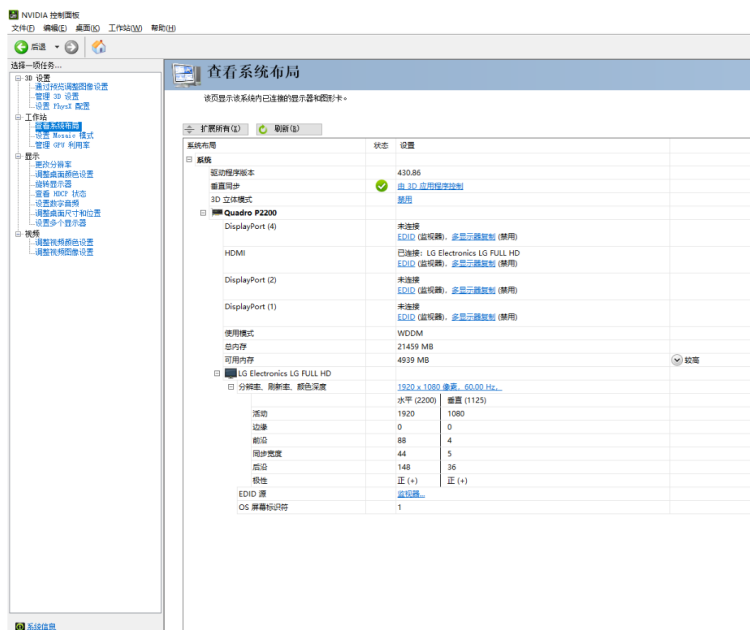 NVIDIA 控制面板
文件(F) 编辑(E) 桌面(K) 工作站(W) 帮助(H)
后退
选择一项任务...
3D 设置
通过预览调整图像设置
管理 3D 设置
设置 PhysX 配置
工作站
查看系统布局
设置 Mosaic 模式
管理 GPU 利用率
显示
更改分辨率
调整桌面颜色设置
旋转显示器
查看 HDCP 状态
设置数字音频
调整桌面尺寸和位置
设置多个显示器
视频
调整视频颜色设置
调整视频图像设置
系统信息
查看系统布局
该页显示该系统内已连接的显示器和图形卡。
扩展所有(X) 刷新(R)
系统布局 状态 设置
系统
驱动程序版本 430.86
垂直同步 由 3D 应用程序控制
3D 立体模式 禁用
Quadro P2200
DisplayPort (4) 未连接
EDID (监视器)，多显示器复制 (禁用)
HDMI 已连接：LG Electronics LG FULL HD
EDID (监视器)，多显示器复制 (禁用)
DisplayPort (2) 未连接
EDID (监视器)，多显示器复制 (禁用)
DisplayPort (1) 未连接
EDID (监视器)，多显示器复制 (禁用)
使用模式 WDDM
总内存 21459 MB
可用内存 4939 MB 较高
LG Electronics LG FULL HD
分辨率、刷新率、颜色深度 1920 x 1080 像素，60.00 Hz，
水平 (2200) 垂直 (1125)
活动 1920 1080
边缘 0 0
前沿 88 4
同步宽度 44 5
后沿 148 36
极性 正 (+) 正 (+)
EDID 源 监视器...
OS 屏幕标识符 1